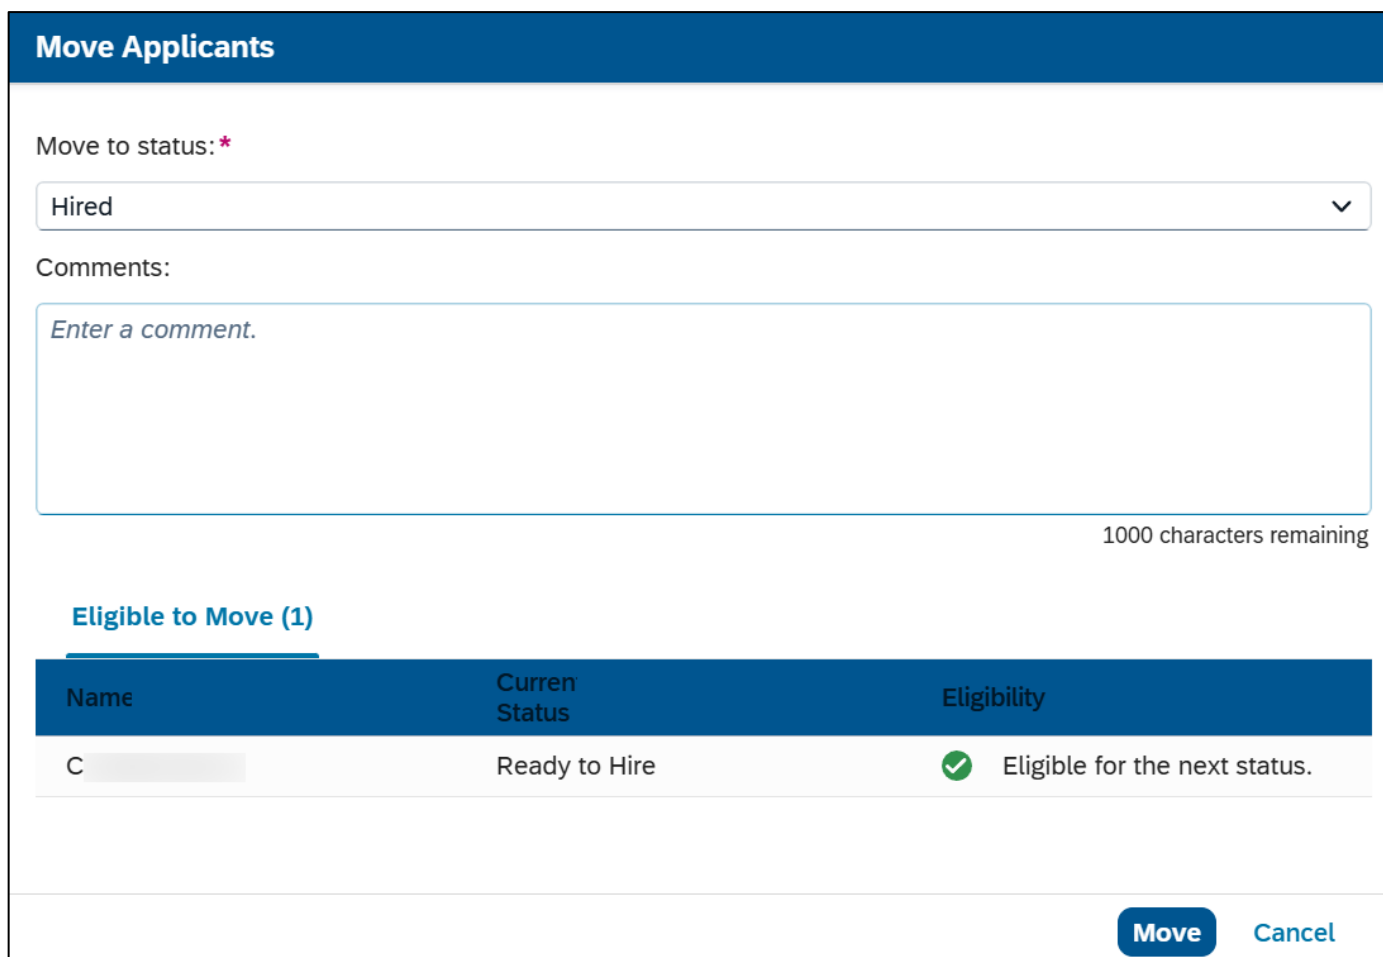 Move Applicants
Move to status:*
Hired
Comments:
Enter a comment.
1000 characters remaining
Eligible to Move (1)
Name
Curren
Status
Eligibility
C
Ready to Hire
Eligible for the next status.
Move
Cancel